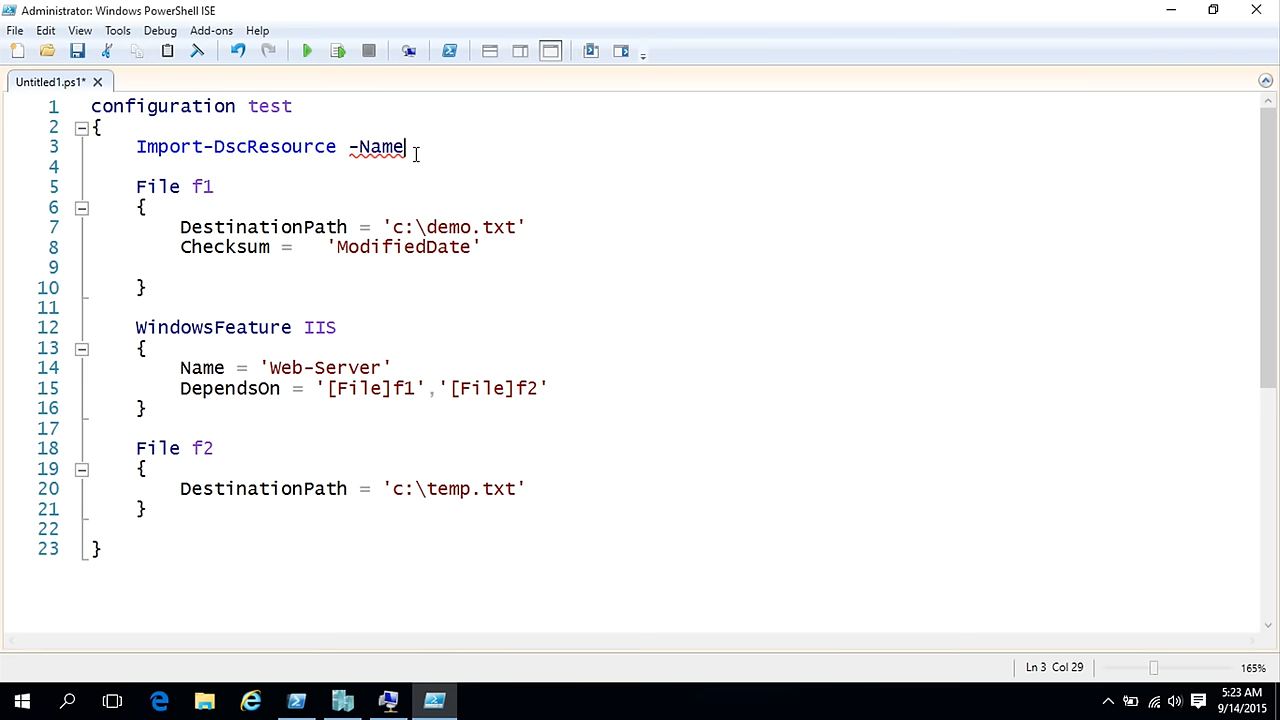 Administrator: Windows PowerShell ISE
File Edit View Tools Debug Add-ons Help
Untitled1.ps1*
1 configuration test
2 {
3 Import-DscResource -Name
4
5 File f1
6 {
7 DestinationPath = 'c:\demo.txt'
8 Checksum = 'ModifiedDate'
9
10 }
11
12 WindowsFeature IIS
13 {
14 Name = 'Web-Server'
15 DependsOn = '[File]f1','[File]f2'
16 }
17
18 File f2
19 {
20 DestinationPath = 'c:\temp.txt'
21 }
22
23 }
Ln 3 Col 29 165%
5:23 AM
9/14/2015